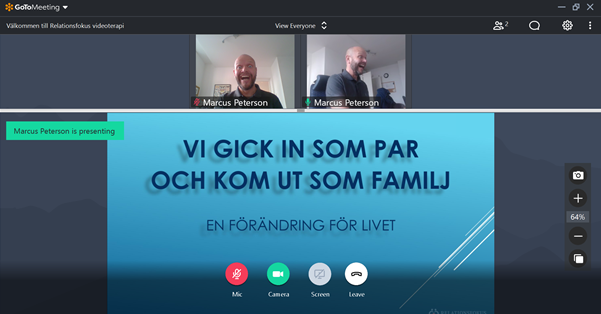 GoToMeeting
Välkommen till Relationsfokus videoterapi
View Everyone
2
Marcus Peterson
Marcus Peterson
Marcus Peterson is presenting
VI GICK IN SOM PAR
OCH KOM UT SOM FAMILJ
EN FÖRÄNDRING FÖR LIVET
64%
Mic
Camera
Screen
Leave